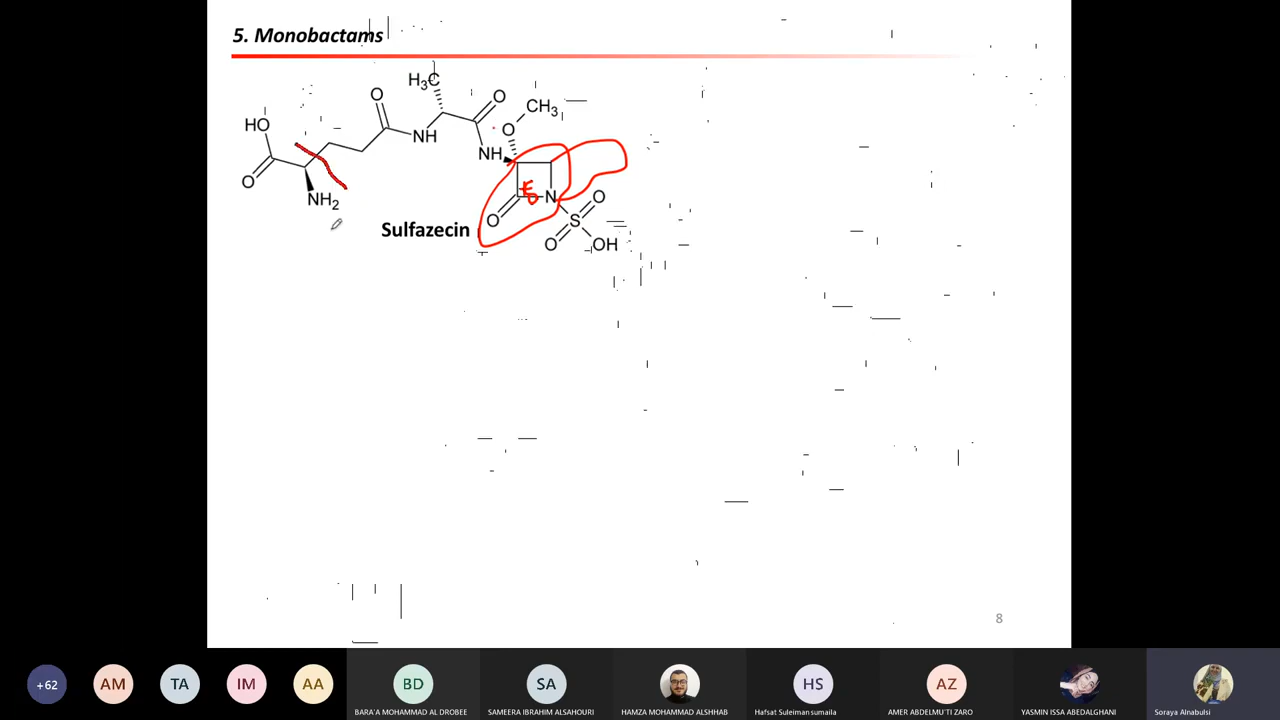 5. Monobactams
H₃C
O
O
CH₃
HO
O
NH
NH
O
NH₂
N
O
O
S
O
OH
Sulfazecin
8
+62
AM
TA
IM
AA
BD
SA
HS
AZ
BARA'A MOHAMMAD AL DROBEE
SAMEERA IBRAHIM ALSAHOURI
HAMZA MOHAMMAD ALSHHAB
Hafsat Suleimansumaila
AMER ABDELMU'TI ZARO
YASMIN ISSA ABEDALGHANI
Soraya Alnabulsi